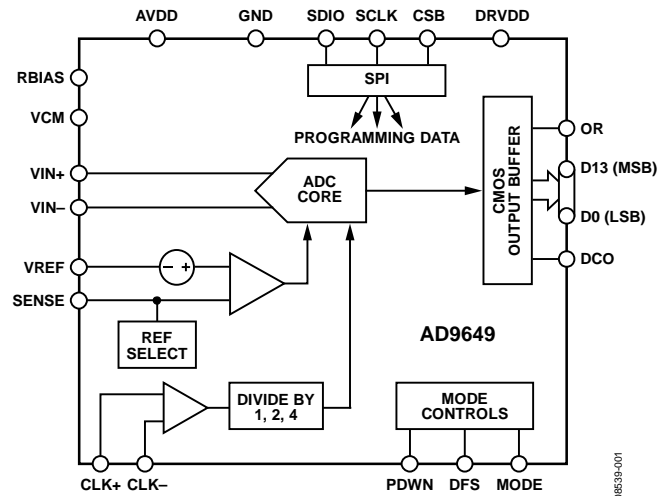 AVDD GND SDIO SCLK CSB DRVDD
RBIAS
SPI
VCM
PROGRAMMING DATA
OR
VIN+
ADC
CORE
CMOS
OUTPUT BUFFER
D13 (MSB)
VIN–
D0 (LSB)
VREF
– +
DCO
SENSE
REF
SELECT
AD9649
DIVIDE BY
1, 2, 4
MODE
CONTROLS
CLK+ CLK– PDWN DFS MODE
08539-001